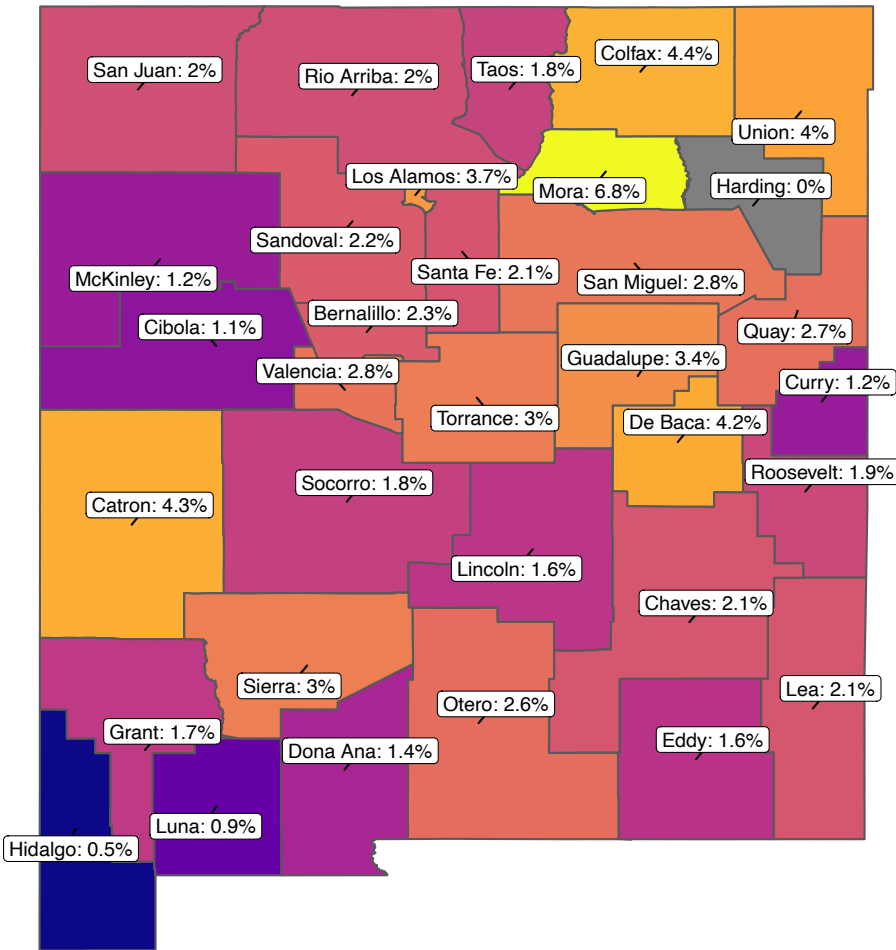 Colfax: 4.4%
San Juan: 2%
Rio Arriba: 2%
Taos: 1.8%
Union: 4%
Los Alamos: 3.7%
Mora: 6.8%
Harding: 0%
Sandoval: 2.2%
McKinley: 1.2%
Santa Fe: 2.1%
San Miguel: 2.8%
Bernalillo: 2.3%
Cibola: 1.1%
Quay: 2.7%
Guadalupe: 3.4%
Valencia: 2.8%
Curry: 1.2%
Torrance: 3%
De Baca: 4.2%
Roosevelt: 1.9%
Socorro: 1.8%
Catron: 4.3%
Lincoln: 1.6%
Chaves: 2.1%
Sierra: 3%
Lea: 2.1%
Otero: 2.6%
Grant: 1.7%
Eddy: 1.6%
Dona Ana: 1.4%
Luna: 0.9%
Hidalgo: 0.5%